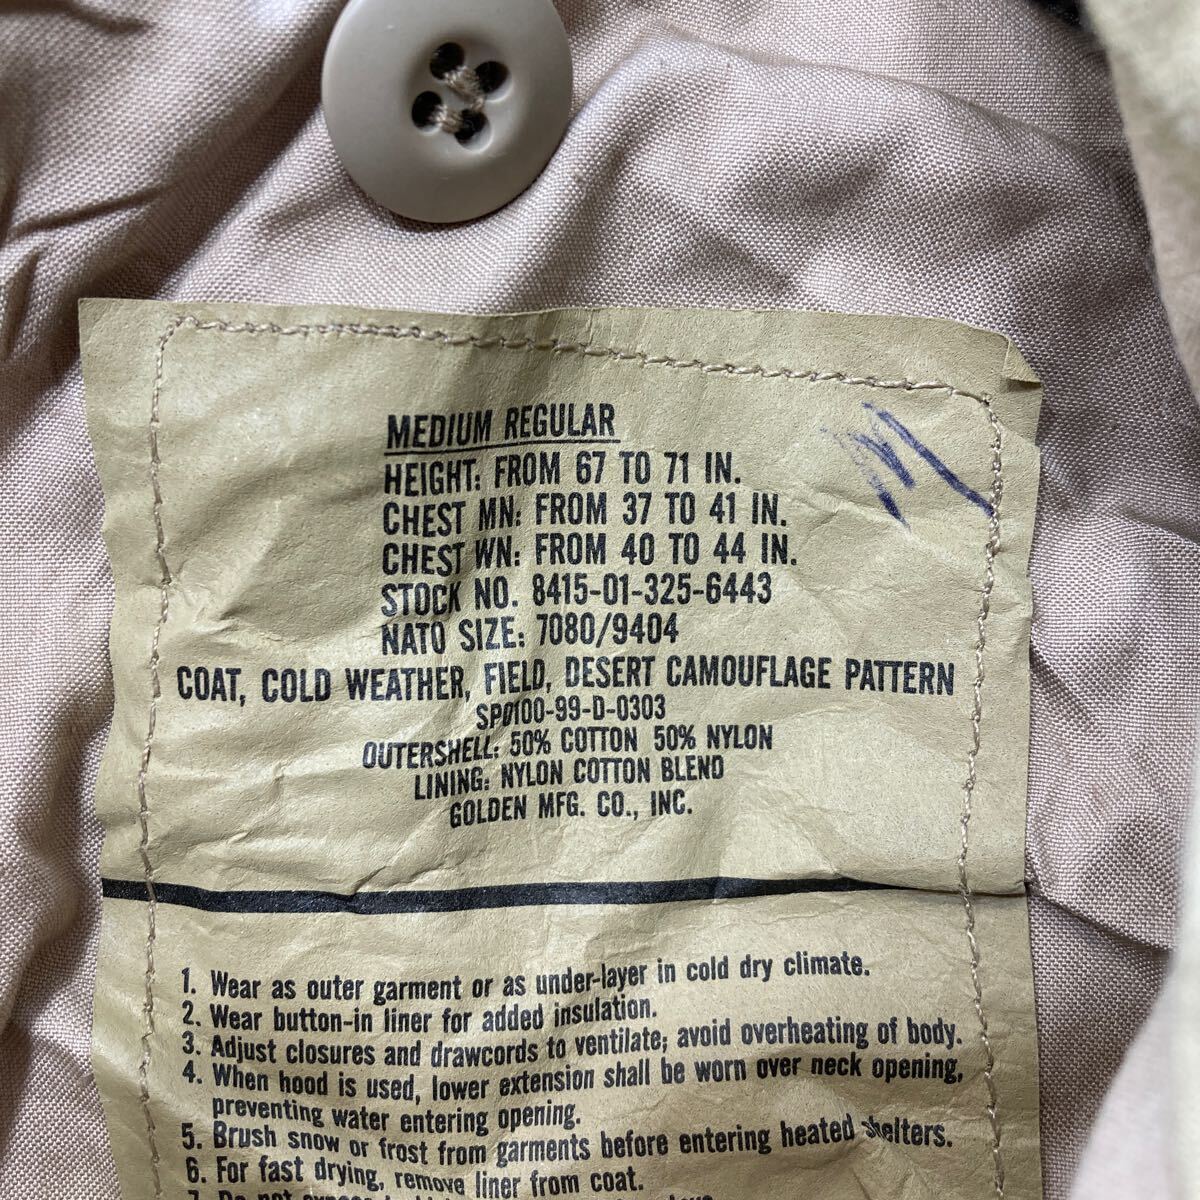 MEDIUM REGULAR
HEIGHT: FROM 67 TO 71 IN.
CHEST MN: FROM 37 TO 41 IN.
CHEST WN: FROM 40 TO 44 IN.
STOCK NO. 8415-01-325-6443
NATO SIZE: 7080/9404
COAT, COLD WEATHER, FIELD, DESERT CAMOUFLAGE PATTERN
SP0100-99-D-0303
OUTERSHELL: 50% COTTON 50% NYLON
LINING: NYLON COTTON BLEND
GOLDEN MFG. CO., INC.
M
1. Wear as outer garment or as under-layer in cold dry climate.
2. Wear button-in liner for added insulation.
3. Adjust closures and drawcords to ventilate; avoid overheating of body.
4. When hood is used, lower extension shall be worn over neck opening,
preventing water entering opening.
5. Brush snow or frost from garments before entering heated shelters.
6. For fast drying, remove liner from coat.
7. Do not